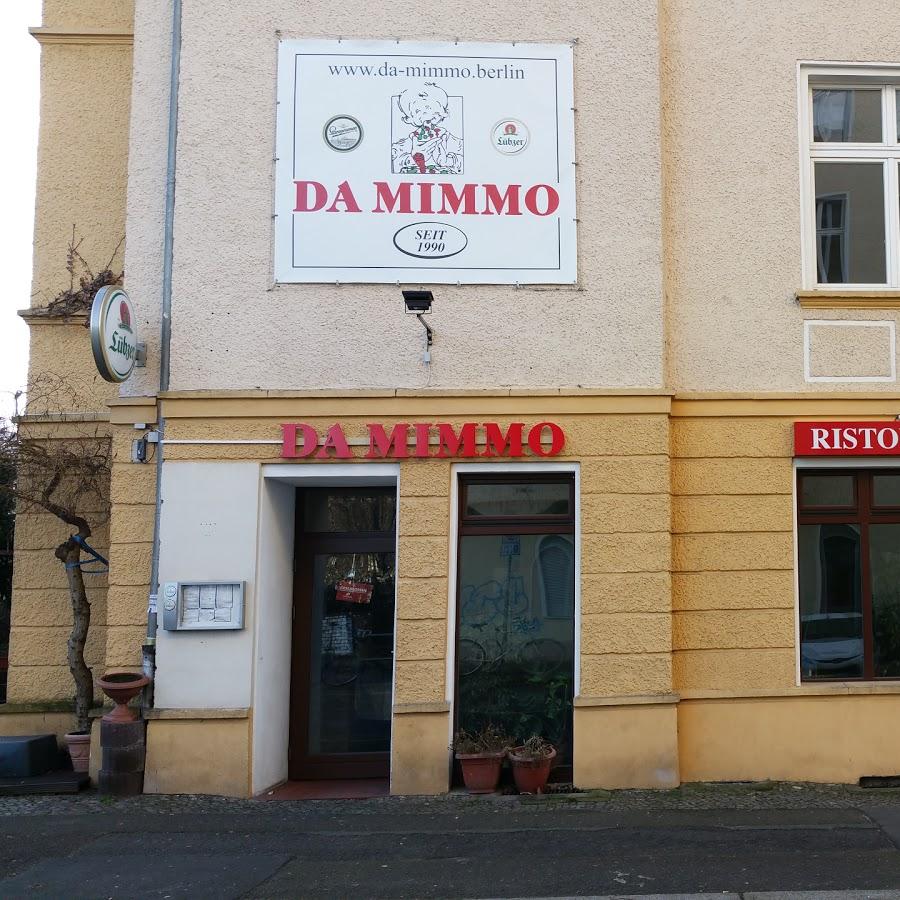 www.da-mimmo.berlin
Lübzer
DA MIMMO
SEIT
1990
Lübzer
DA MIMMO
RISTO